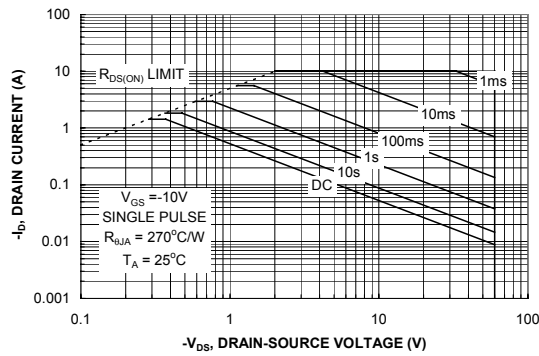 100
10
1
0.1
0.01
0.001
-I_D, DRAIN CURRENT (A)
R_DS(ON) LIMIT
1ms
10ms
100ms
1s
10s
DC
V_GS =-10V
SINGLE PULSE
R_θJA = 270°C/W
T_A = 25°C
0.1
1
10
100
-V_DS, DRAIN-SOURCE VOLTAGE (V)